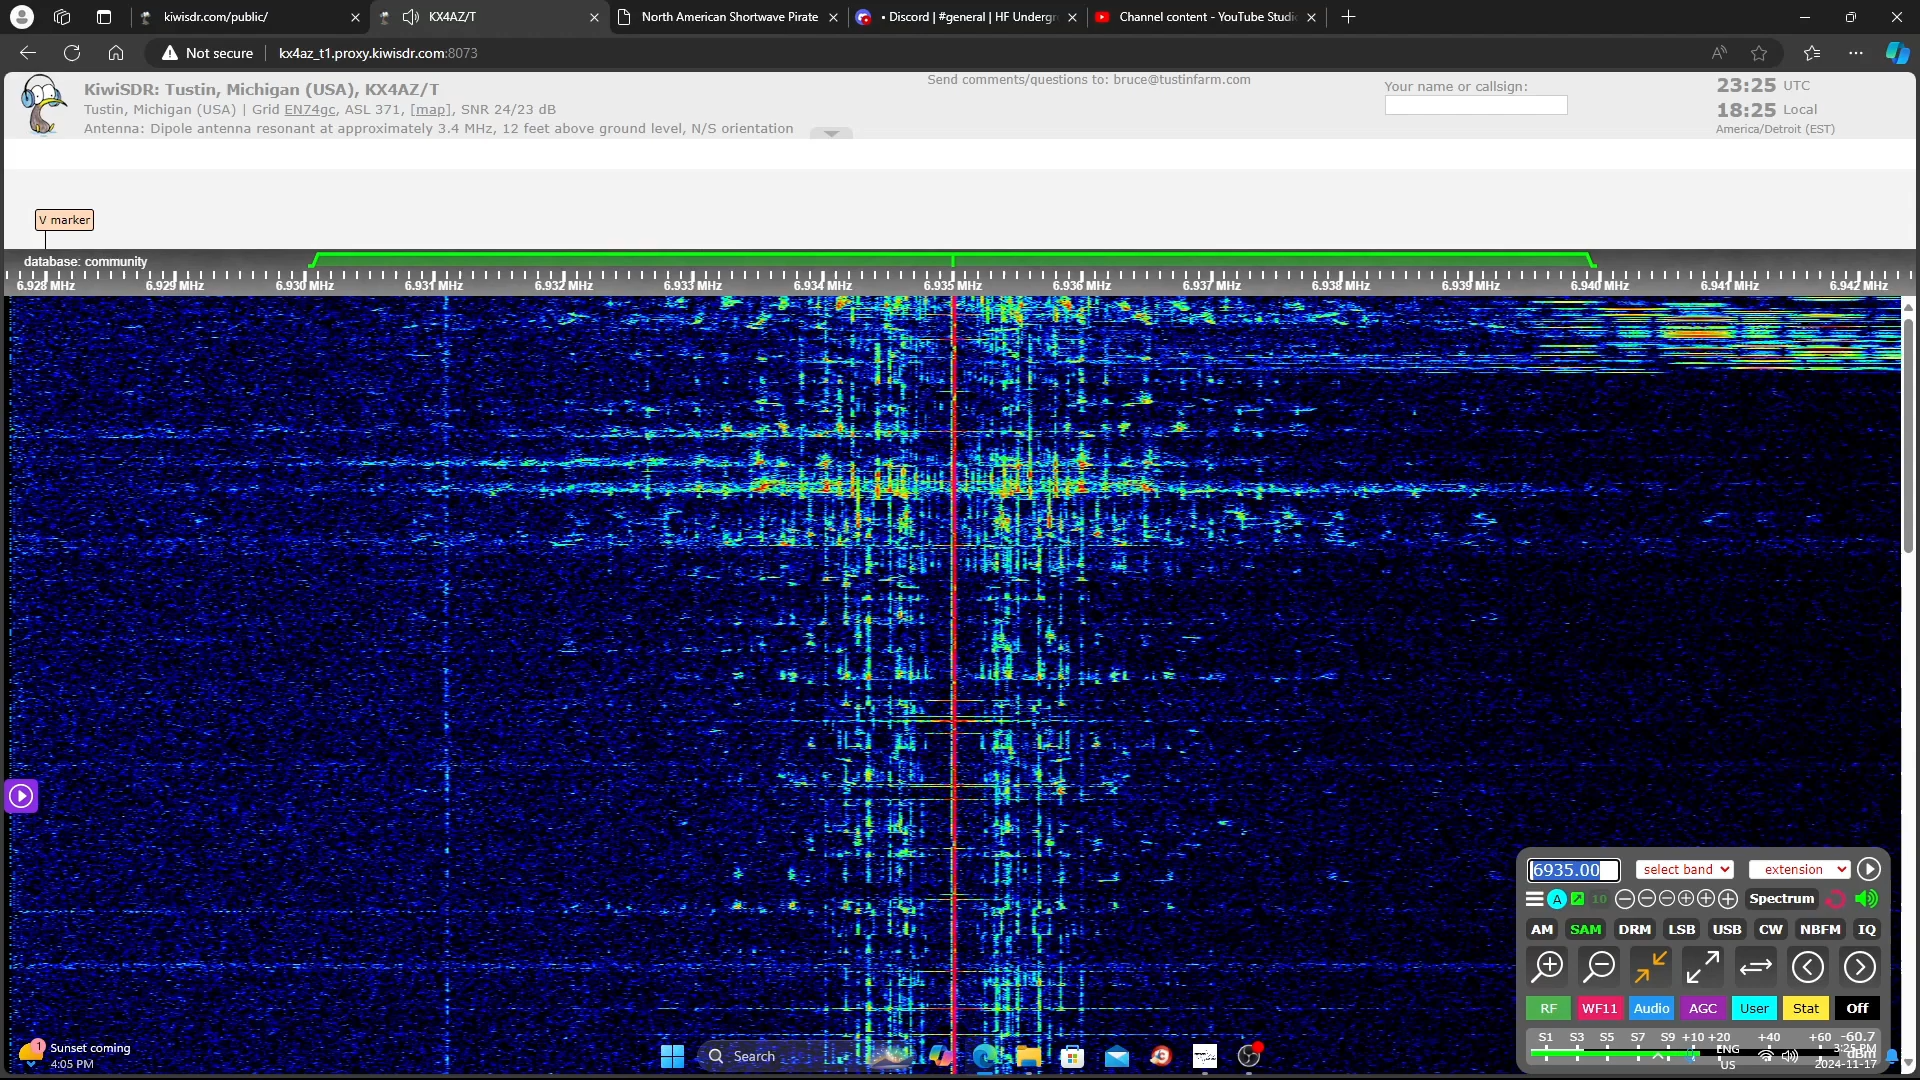 kiwisdr.com/public/
KX4AZ/T
North American Shortwave Pirate
• Discord | #general | HF Undergr
Channel content - YouTube Studio
Not secure
kx4az_t1.proxy.kiwisdr.com:8073
KiwiSDR: Tustin, Michigan (USA), KX4AZ/T
Tustin, Michigan (USA) | Grid EN74gc, ASL 371, [map], SNR 24/23 dB
Antenna: Dipole antenna resonant at approximately 3.4 MHz, 12 feet above ground level, N/S orientation
Send comments/questions to: bruce@tustinfarm.com
Your name or callsign:
23:25 UTC
18:25 Local
America/Detroit (EST)
V marker
database: community
6.928 MHz 6.929 MHz 6.930 MHz 6.931 MHz 6.932 MHz 6.933 MHz 6.934 MHz 6.935 MHz 6.936 MHz 6.937 MHz 6.938 MHz 6.939 MHz 6.940 MHz 6.941 MHz 6.942 MHz
6935.00 select band extension
A 10 Spectrum
AM SAM DRM LSB USB CW NBFM IQ
RF WF11 Audio AGC User Stat Off
S1 S3 S5 S7 S9 +10 +20 +40 +60 -60.7
dBm
1
Sunset coming
4:05 PM
Search
ENG
US
3:25 PM
2024-11-17